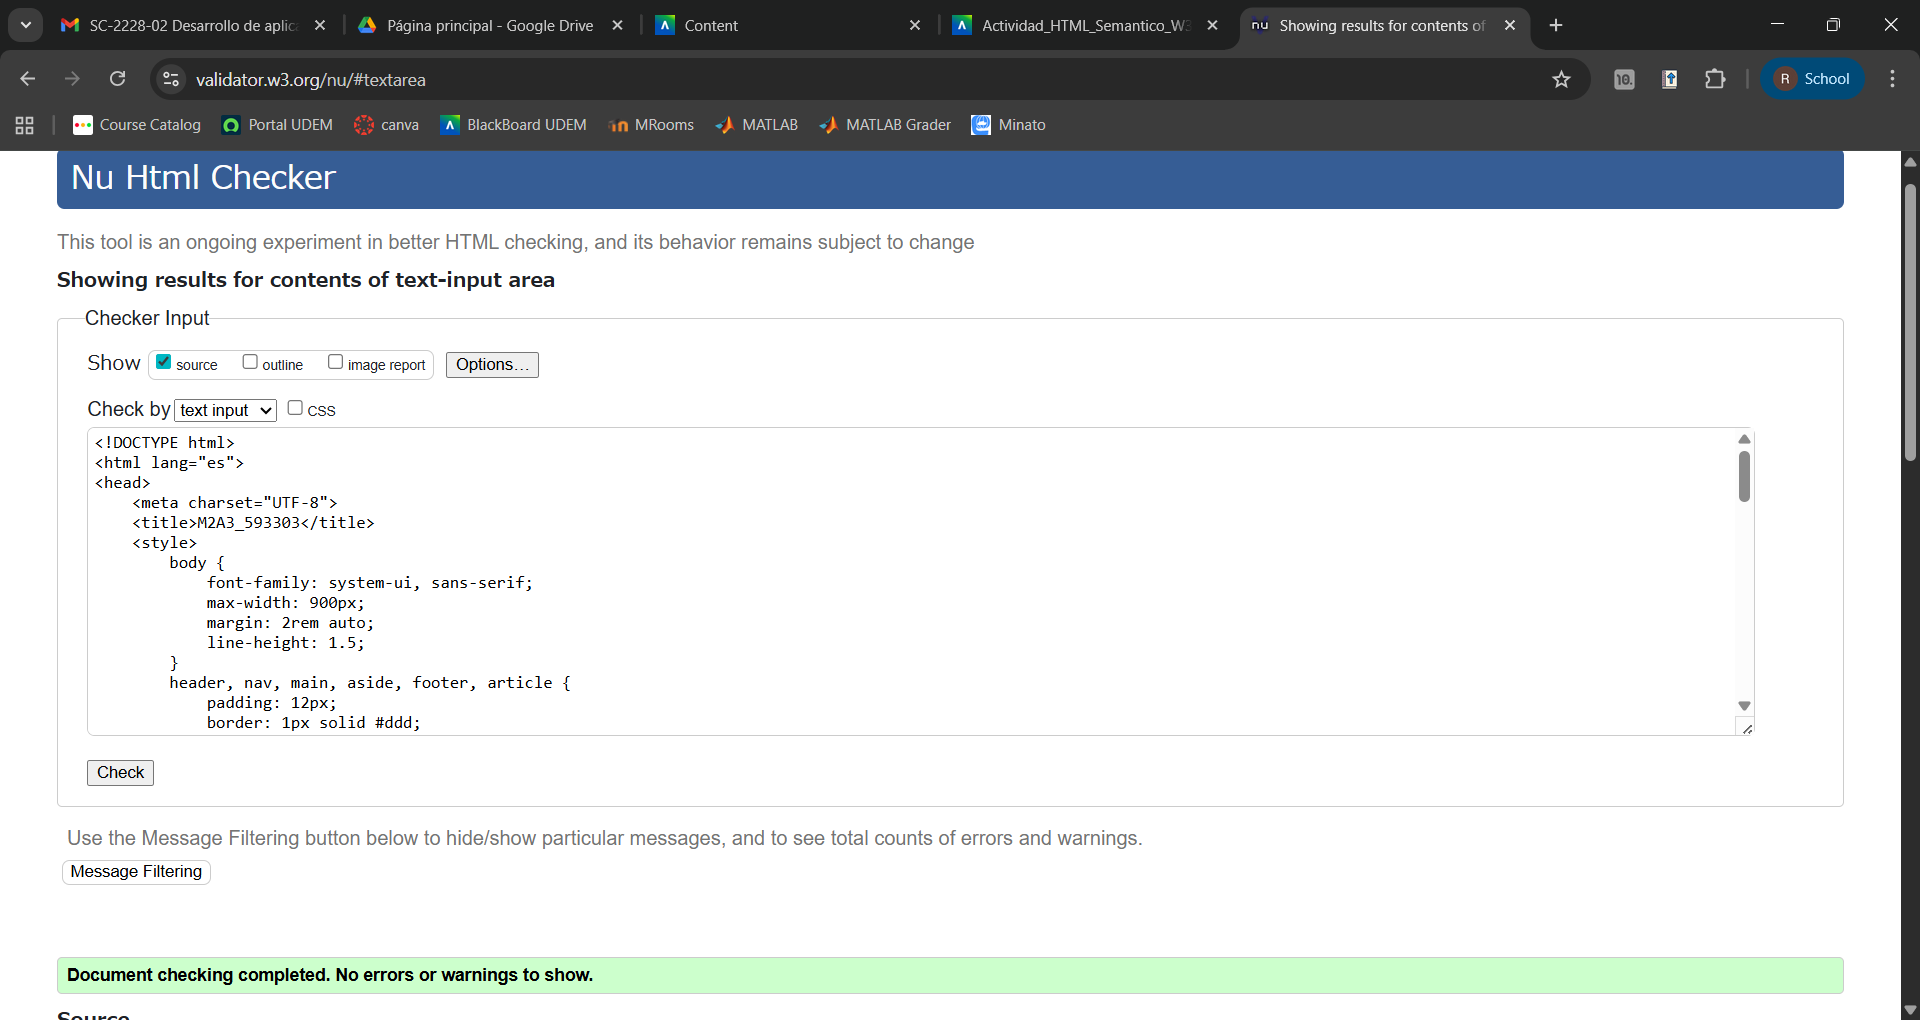 SC-2228-02 Desarrollo de aplic
Página principal - Google Drive
Content
Actividad_HTML_Semantico_W3
nu Showing results for contents of
validator.w3.org/nu/#textarea
10.
R School
Course Catalog
Portal UDEM
canva
BlackBoard UDEM
MRooms
MATLAB
MATLAB Grader
Minato
Nu Html Checker
This tool is an ongoing experiment in better HTML checking, and its behavior remains subject to change
Showing results for contents of text-input area
Checker Input
Show source outline image report Options...
Check by text input CSS
<!DOCTYPE html>
<html lang="es">
<head>
    <meta charset="UTF-8">
    <title>M2A3_593303</title>
    <style>
        body {
            font-family: system-ui, sans-serif;
            max-width: 900px;
            margin: 2rem auto;
            line-height: 1.5;
        }
        header, nav, main, aside, footer, article {
            padding: 12px;
            border: 1px solid #ddd;
Check
Use the Message Filtering button below to hide/show particular messages, and to see total counts of errors and warnings.
Message Filtering
Document checking completed. No errors or warnings to show.
Source